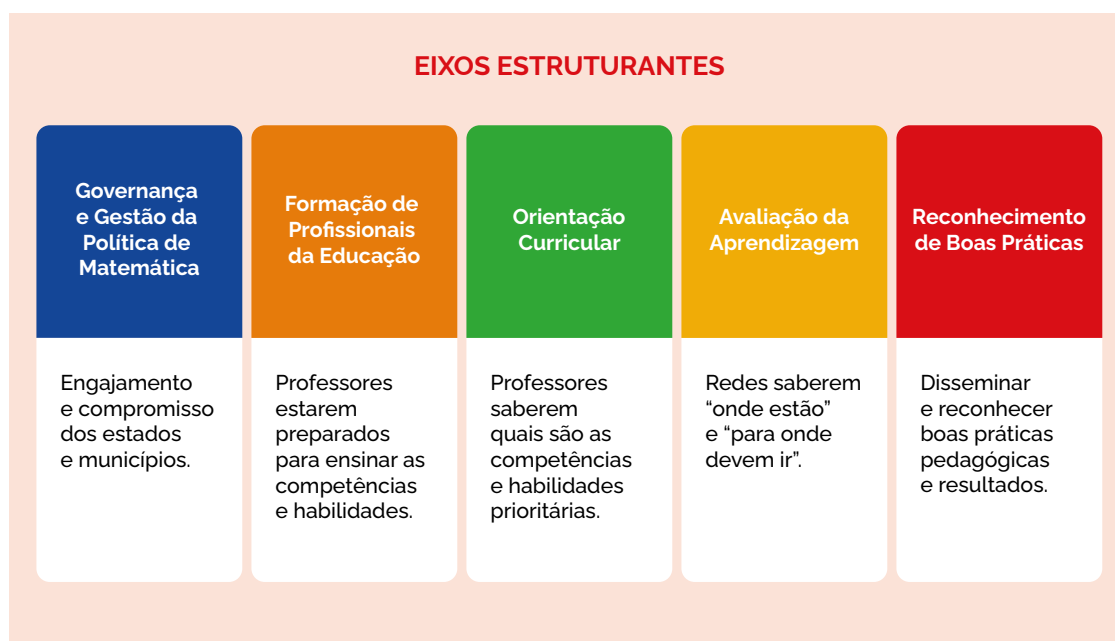 EIXOS ESTRUTURANTES
Governança
e Gestão da
Política de
Matemática
Engajamento
e compromisso
dos estados
e municípios.
Formação de
Profissionais
da Educação
Professores
estarem
preparados
para ensinar as
competências
e habilidades.
Orientação
Curricular
Professores
saberem
quais são as
competências
e habilidades
prioritárias.
Avaliação da
Aprendizagem
Redes saberem
“onde estão”
e “para onde
devem ir”.
Reconhecimento
de Boas Práticas
Disseminar
e reconhecer
boas práticas
pedagógicas
e resultados.